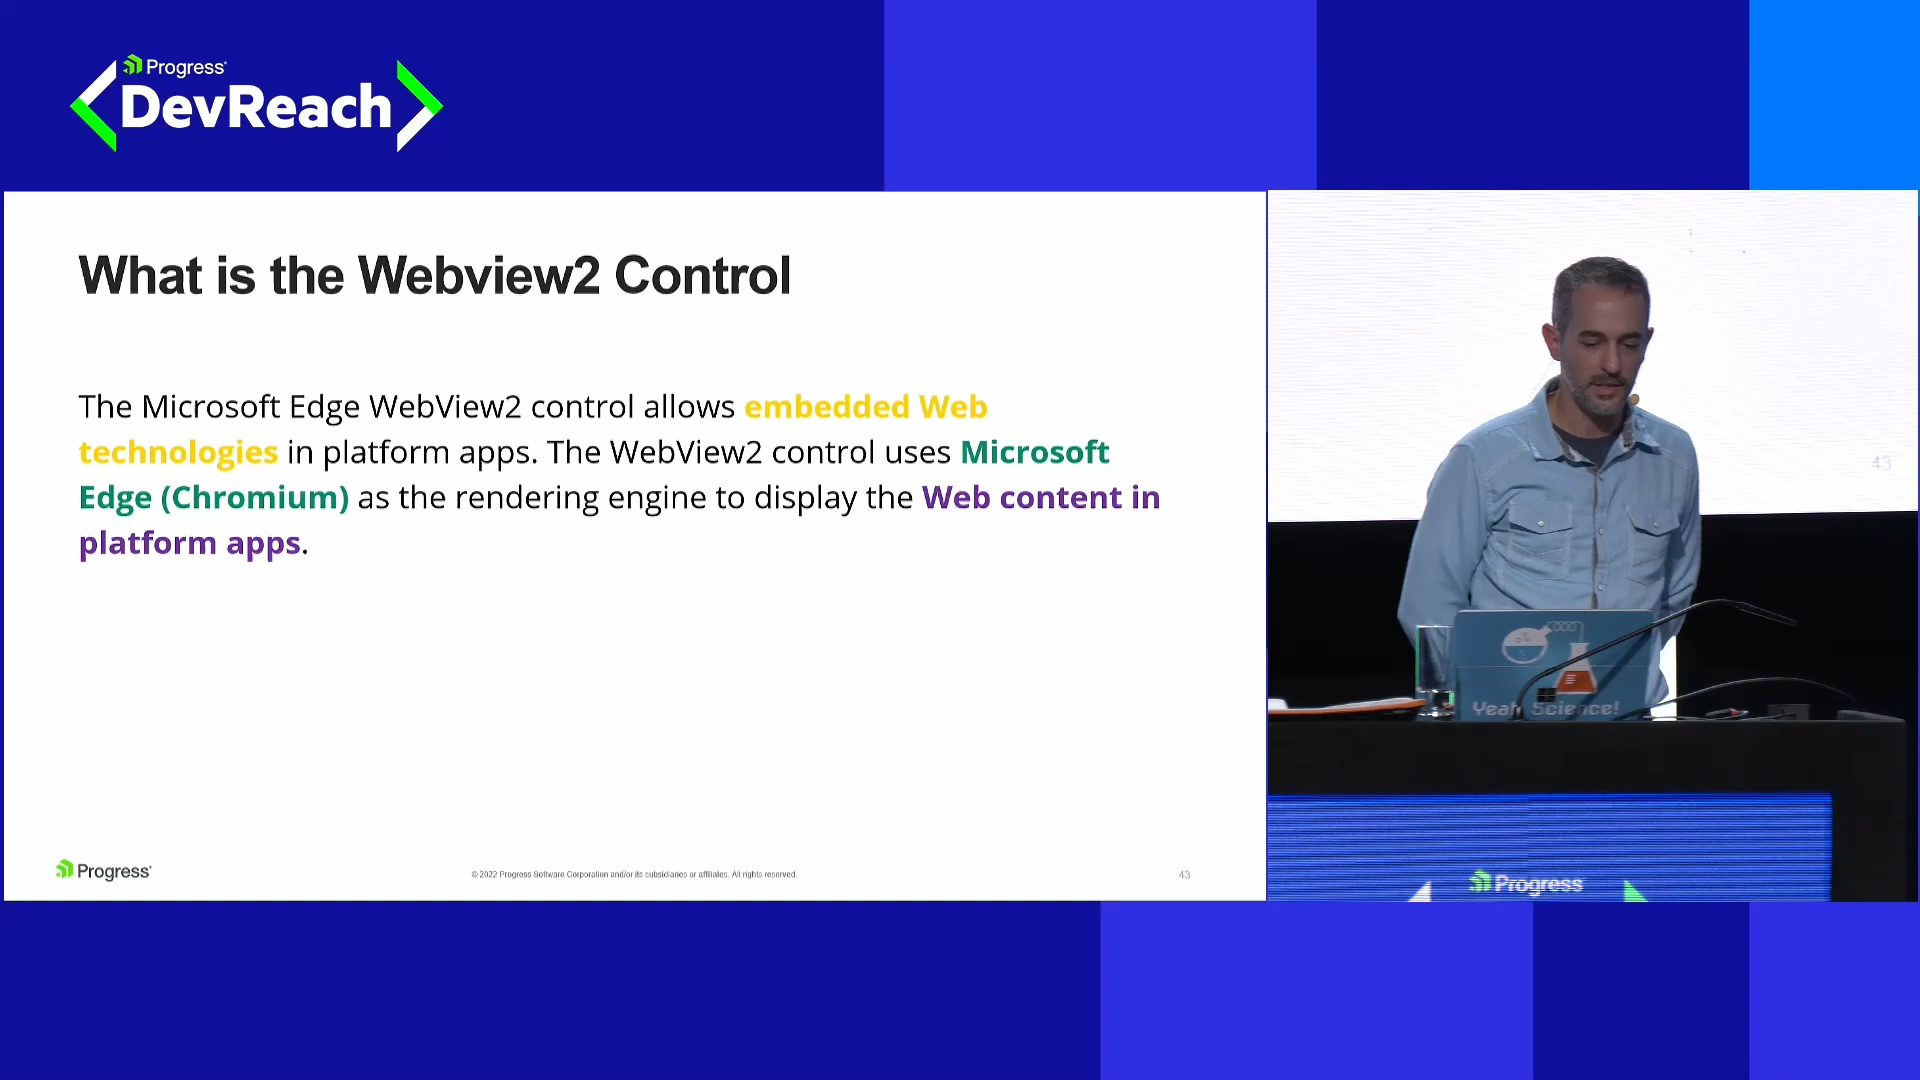 Progress
DevReach
What is the Webview2 Control
The Microsoft Edge WebView2 control allows embedded Web
technologies in platform apps. The WebView2 control uses Microsoft
Edge (Chromium) as the rendering engine to display the Web content in
platform apps.
Progress
© 2022 Progress Software Corporation and/or its subsidiaries or affiliates. All rights reserved.
43
43
Yeah Science!
Progress